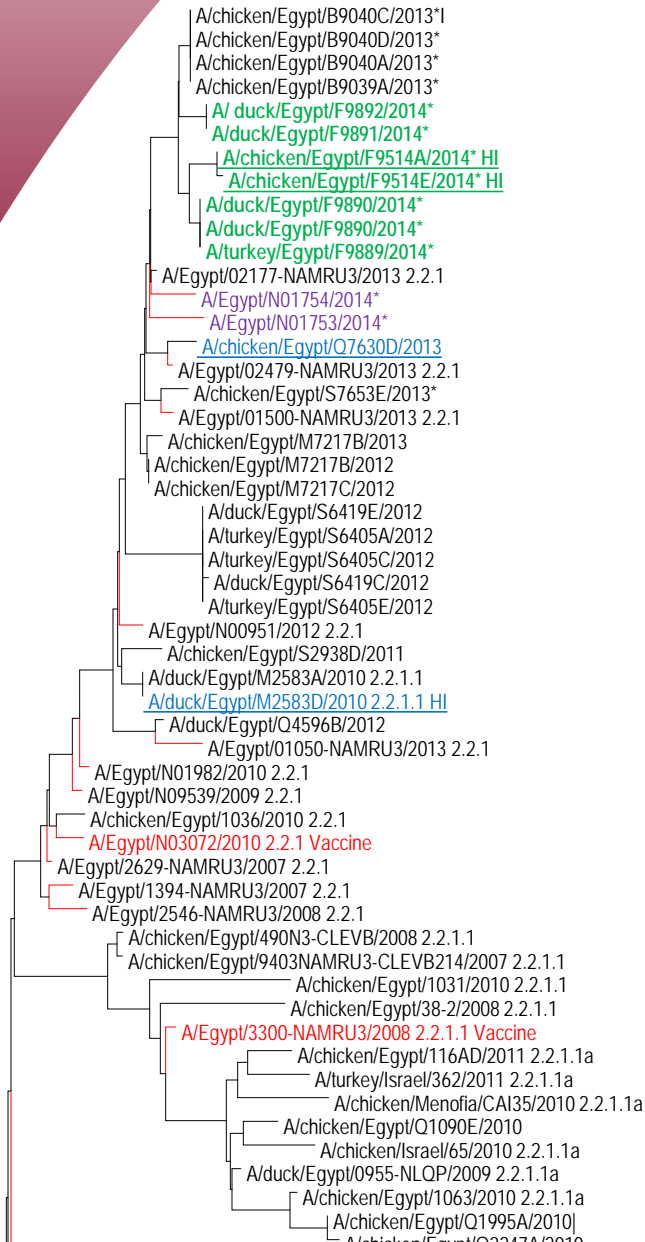 A/chicken/Egypt/B9040C/2013*I
A/chicken/Egypt/B9040D/2013*
A/chicken/Egypt/B9040A/2013*
A/chicken/Egypt/B9039A/2013*
A/ duck/Egypt/F9892/2014*
A/duck/Egypt/F9891/2014*
A/chicken/Egypt/F9514A/2014* HI
A/chicken/Egypt/F9514E/2014* HI
A/duck/Egypt/F9890/2014*
A/duck/Egypt/F9890/2014*
A/turkey/Egypt/F9889/2014*
A/Egypt/02177-NAMRU3/2013 2.2.1
A/Egypt/N01754/2014*
A/Egypt/N01753/2014*
A/chicken/Egypt/Q7630D/2013
A/Egypt/02479-NAMRU3/2013 2.2.1
A/chicken/Egypt/S7653E/2013*
A/Egypt/01500-NAMRU3/2013 2.2.1
A/chicken/Egypt/M7217B/2013
A/chicken/Egypt/M7217B/2012
A/chicken/Egypt/M7217C/2012
A/duck/Egypt/S6419E/2012
A/turkey/Egypt/S6405A/2012
A/turkey/Egypt/S6405C/2012
A/duck/Egypt/S6419C/2012
A/turkey/Egypt/S6405E/2012
A/Egypt/N00951/2012 2.2.1
A/chicken/Egypt/S2938D/2011
A/duck/Egypt/M2583A/2010 2.2.1.1
A/duck/Egypt/M2583D/2010 2.2.1.1 HI
A/duck/Egypt/Q4596B/2012
A/Egypt/01050-NAMRU3/2013 2.2.1
A/Egypt/N01982/2010 2.2.1
A/Egypt/N09539/2009 2.2.1
A/chicken/Egypt/1036/2010 2.2.1
A/Egypt/N03072/2010 2.2.1 Vaccine
A/Egypt/2629-NAMRU3/2007 2.2.1
A/Egypt/1394-NAMRU3/2007 2.2.1
A/Egypt/2546-NAMRU3/2008 2.2.1
A/chicken/Egypt/490N3-CLEVB/2008 2.2.1.1
A/chicken/Egypt/9403NAMRU3-CLEVB214/2007 2.2.1.1
A/chicken/Egypt/1031/2010 2.2.1.1
A/chicken/Egypt/38-2/2008 2.2.1.1
A/Egypt/3300-NAMRU3/2008 2.2.1.1 Vaccine
A/chicken/Egypt/116AD/2011 2.2.1.1a
A/turkey/Israel/362/2011 2.2.1.1a
A/chicken/Menofia/CAI35/2010 2.2.1.1a
A/chicken/Egypt/Q1090E/2010
A/chicken/Israel/65/2010 2.2.1.1a
A/duck/Egypt/0955-NLQP/2009 2.2.1.1a
A/chicken/Egypt/1063/2010 2.2.1.1a
A/chicken/Egypt/Q1995A/2010|